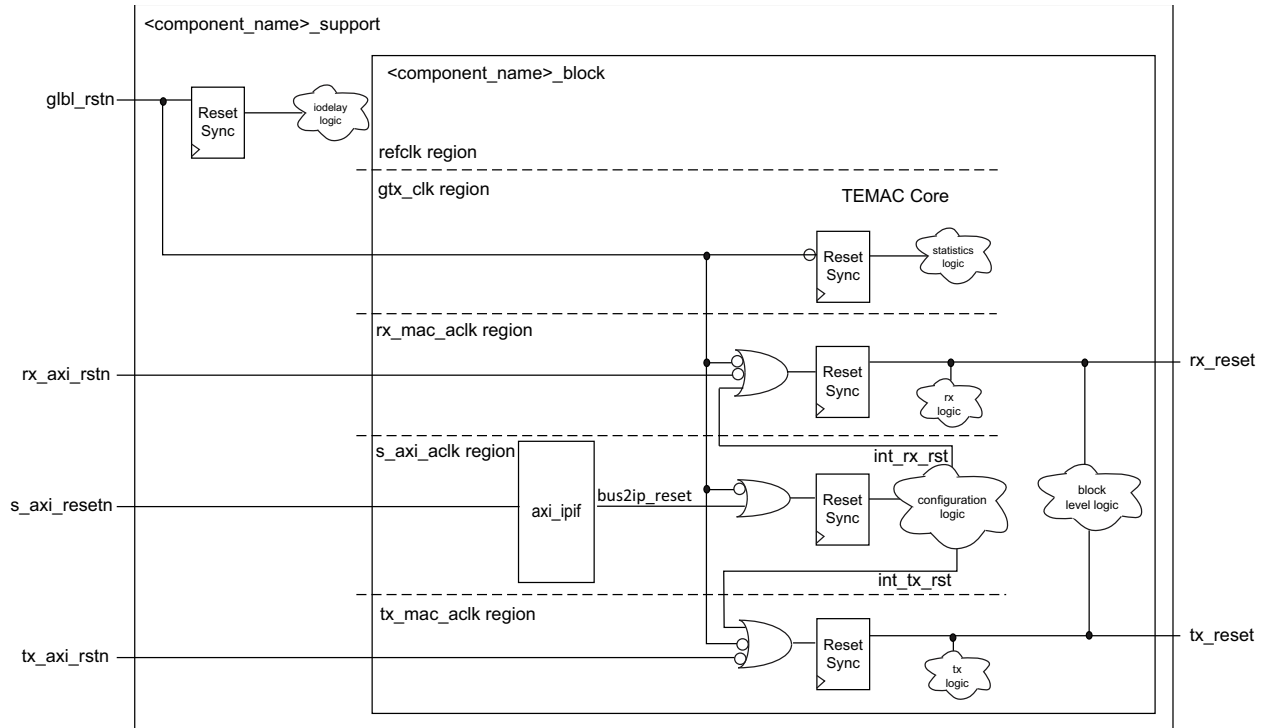 <component_name>_support
<component_name>_block
glbl_rstn
Reset
Sync
iodelay
logic
refclk region
gtx_clk region
TEMAC Core
Reset
Sync
statistics
logic
rx_mac_aclk region
rx_axi_rstn
Reset
Sync
rx
logic
rx_reset
s_axi_aclk region
int_rx_rst
s_axi_resetn
axi_ipif
bus2ip_reset
Reset
Sync
configuration
logic
block
level logic
int_tx_rst
tx_mac_aclk region
tx_axi_rstn
Reset
Sync
tx
logic
tx_reset